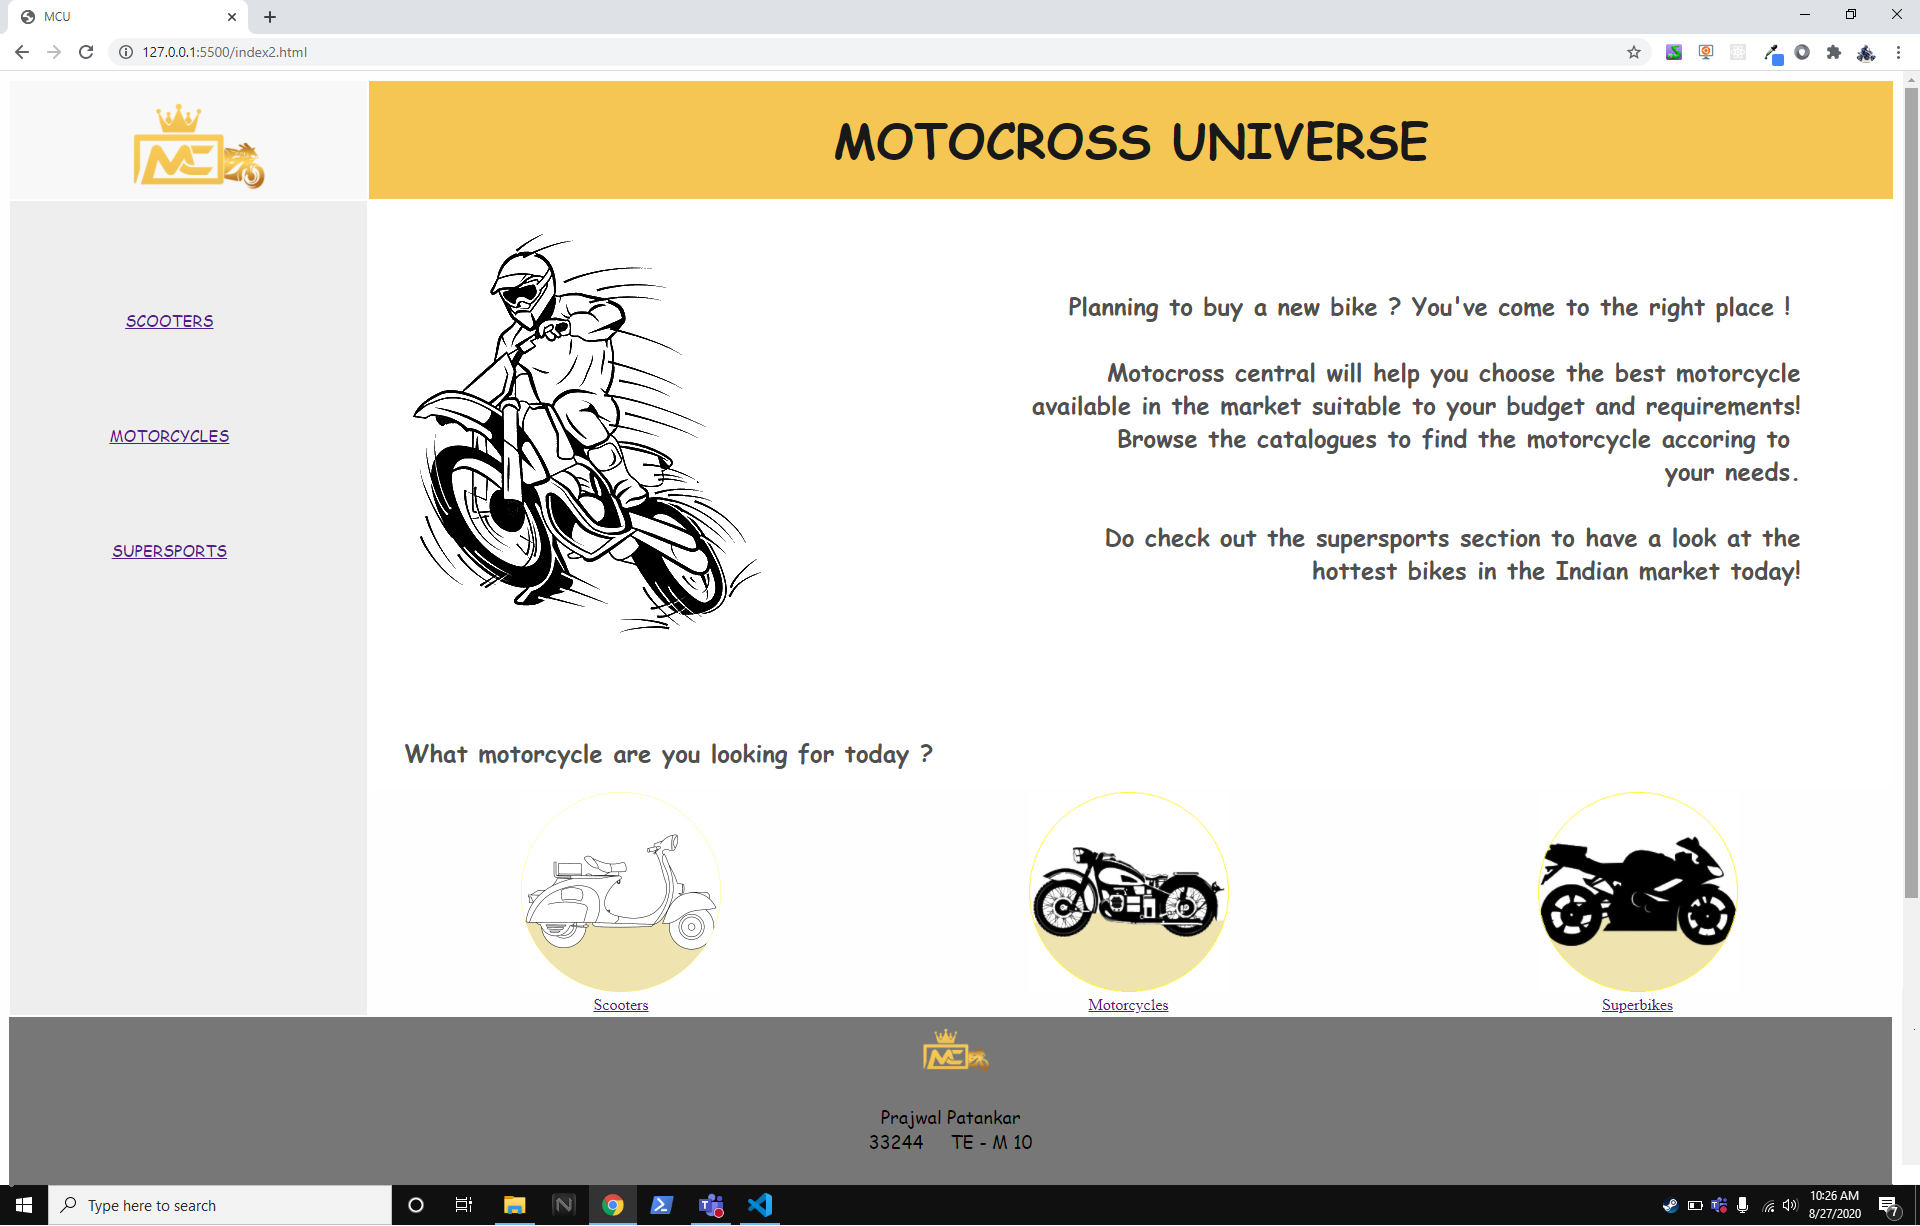 MCU
127.0.0.1:5500/index2.html
MC
MOTOCROSS UNIVERSE
SCOOTERS
MOTORCYCLES
SUPERSPORTS
Planning to buy a new bike ? You've come to the right place !
Motocross central will help you choose the best motorcycle
available in the market suitable to your budget and requirements!
Browse the catalogues to find the motorcycle accoring to
your needs.
Do check out the supersports section to have a look at the
hottest bikes in the Indian market today!
What motorcycle are you looking for today ?
Scooters
Motorcycles
Superbikes
MC
Prajwal Patankar
33244 TE - M 10
Type here to search
N
10:26 AM
8/27/2020
7